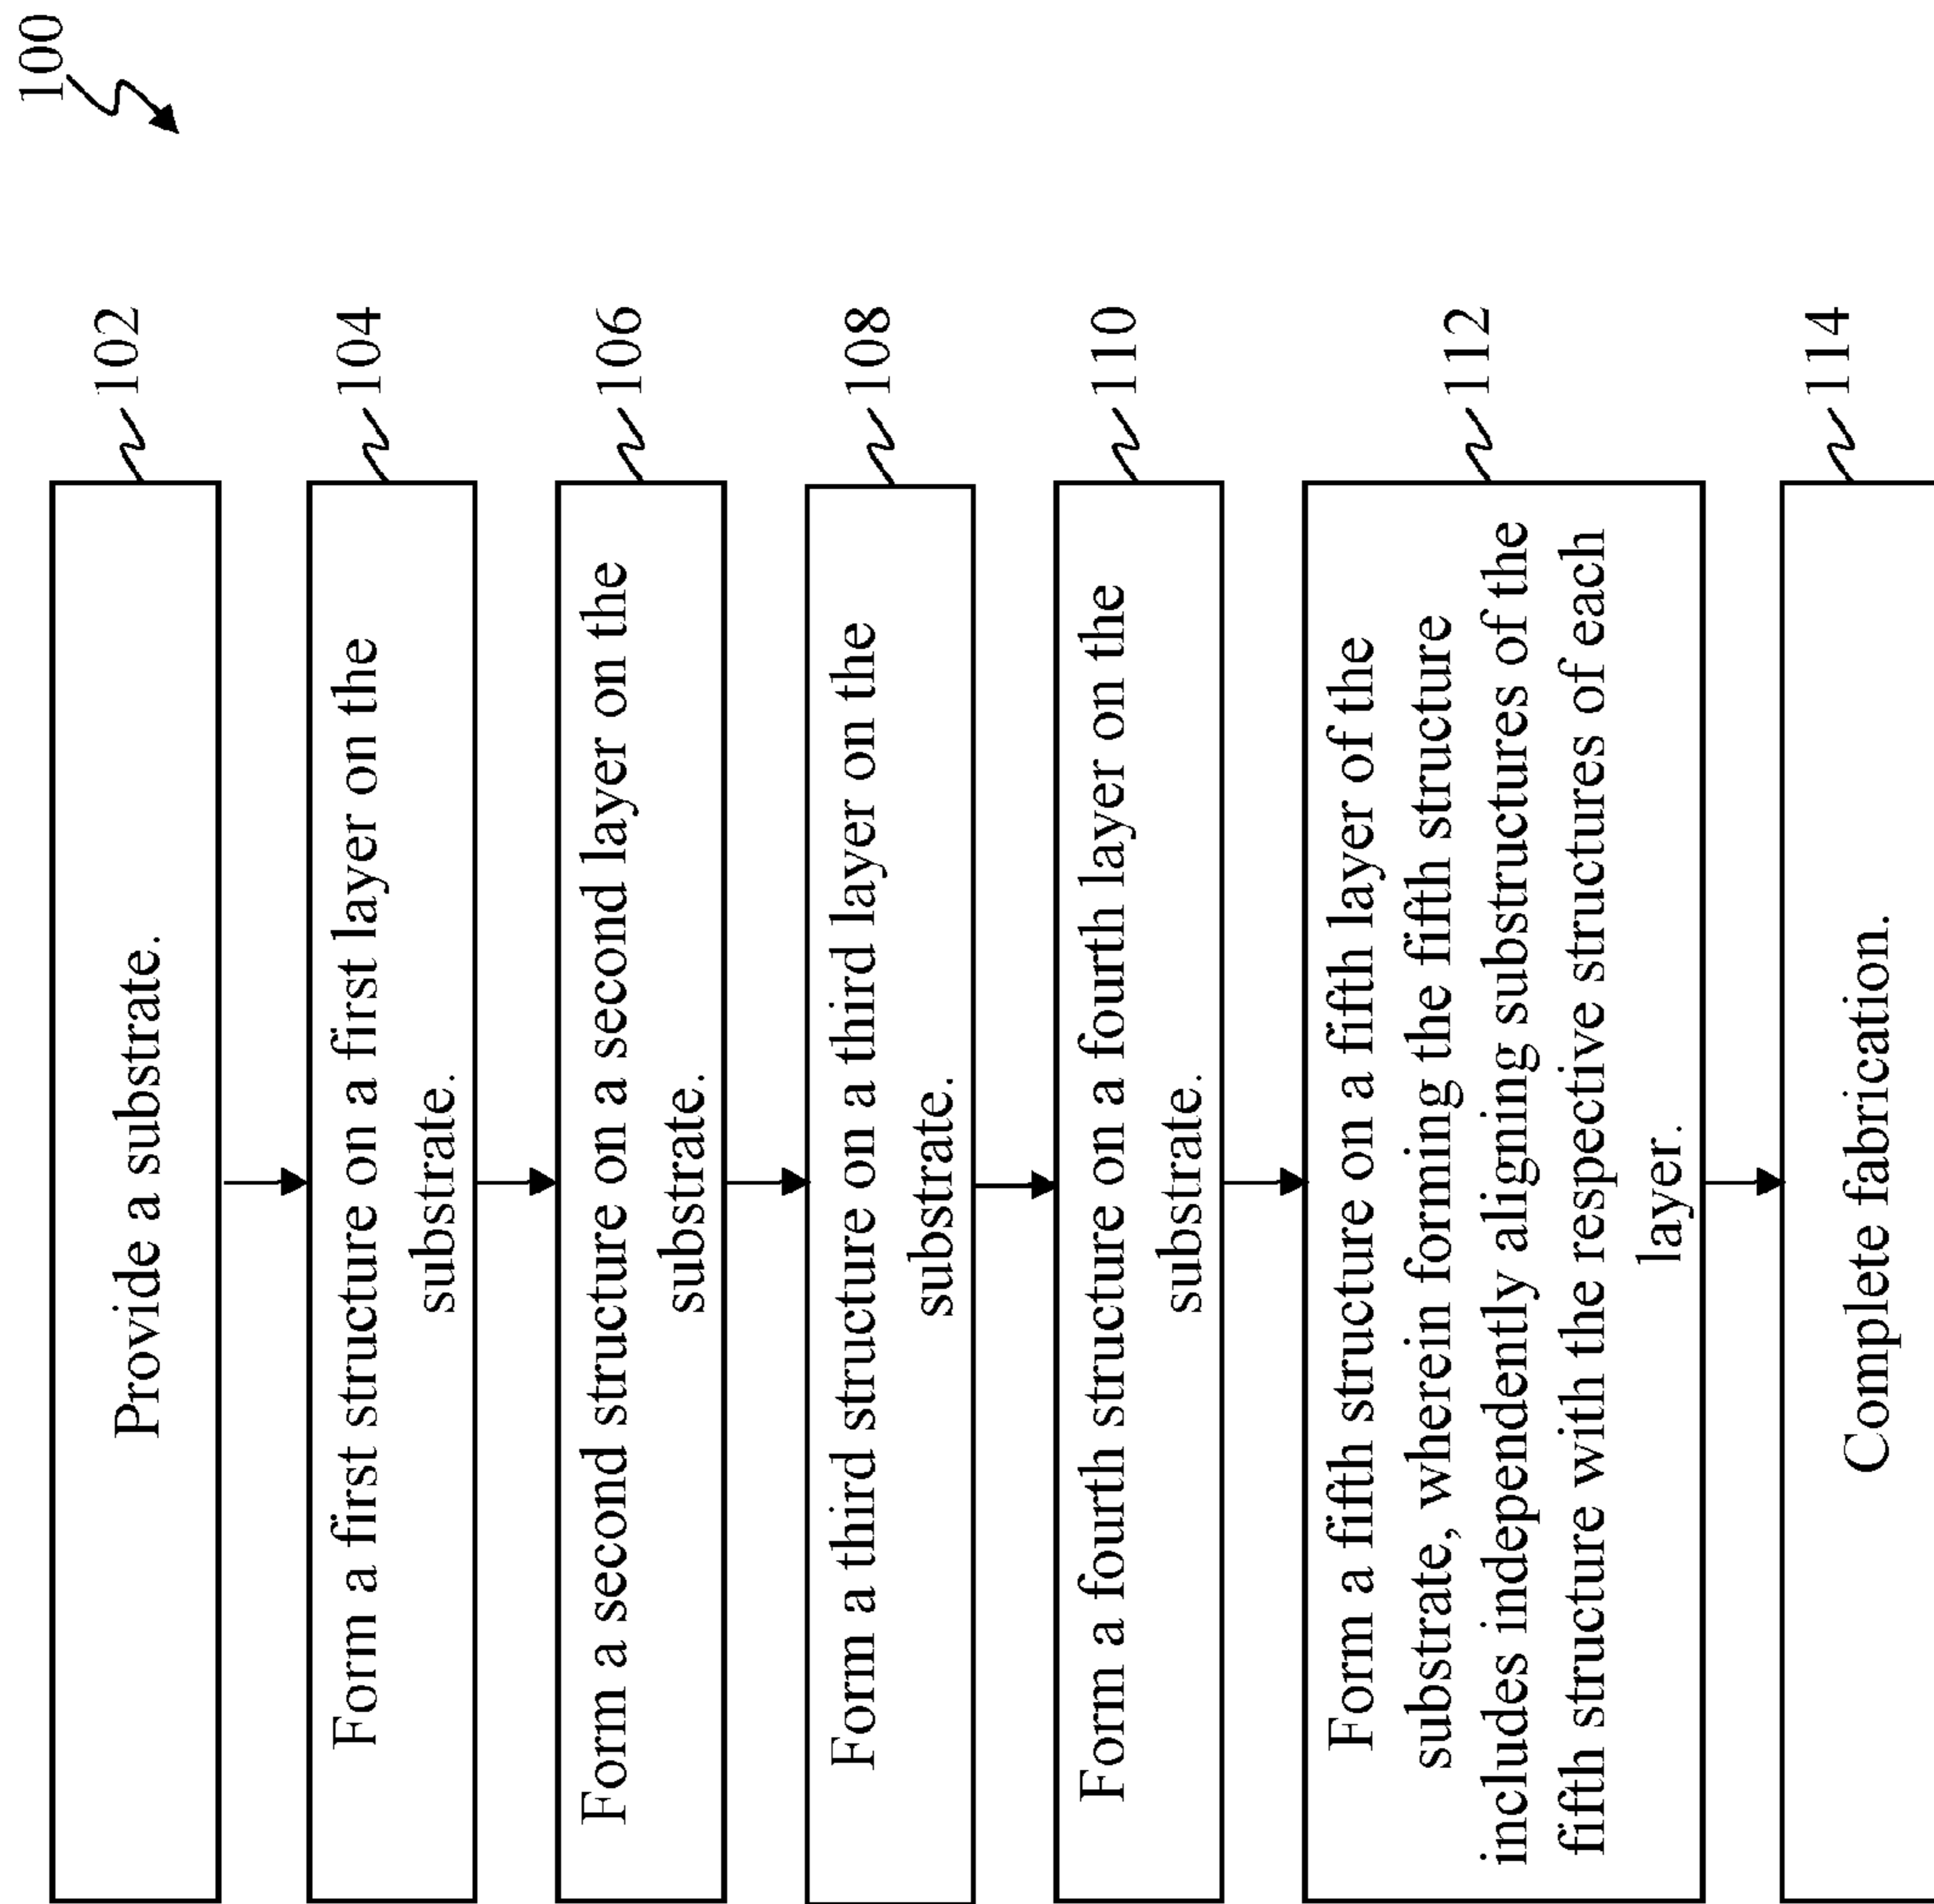 100
Provide a substrate.
102
Form a first structure on a first layer on the
substrate.
104
Form a second structure on a second layer on the
substrate.
106
Form a third structure on a third layer on the
substrate.
108
Form a fourth structure on a fourth layer on the
substrate.
110
Form a fifth structure on a fifth layer of the
substrate, wherein forming the fifth structure
includes independently aligning substructures of the
fifth structure with the respective structures of each
layer.
112
Complete fabrication.
114